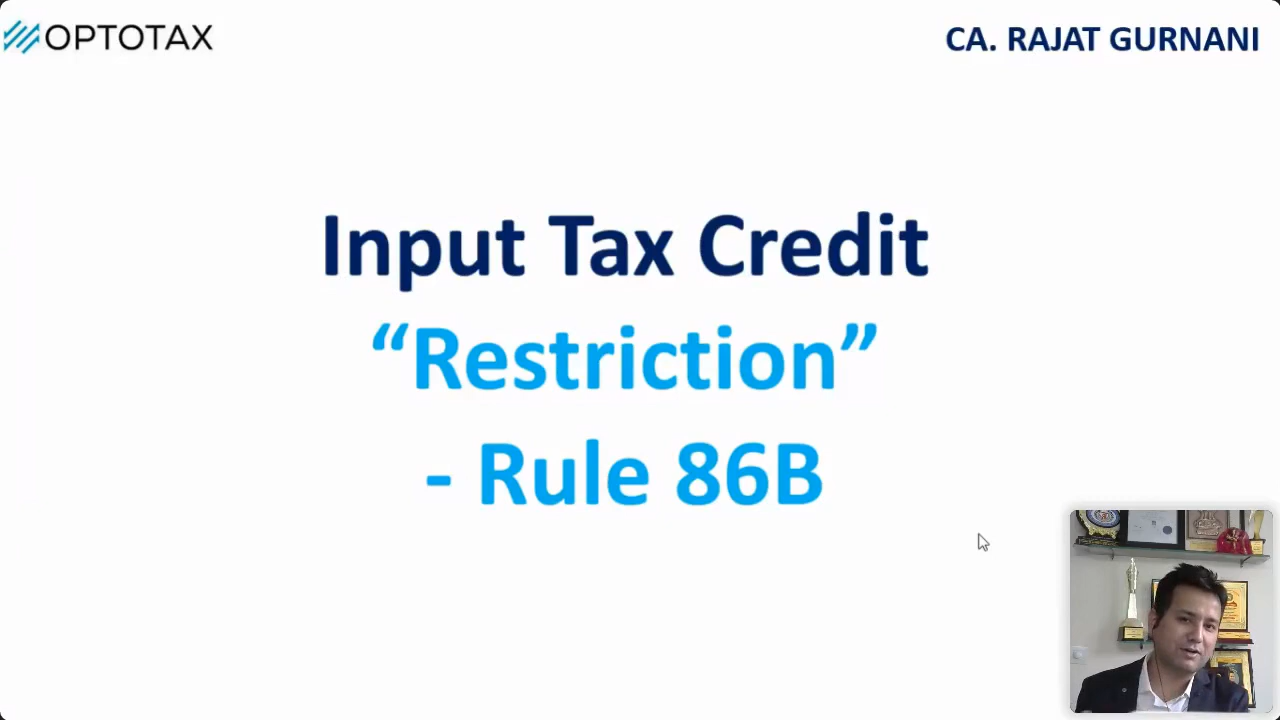 OPTOTAX
CA. RAJAT GURNANI
Input Tax Credit
“Restriction”
- Rule 86B